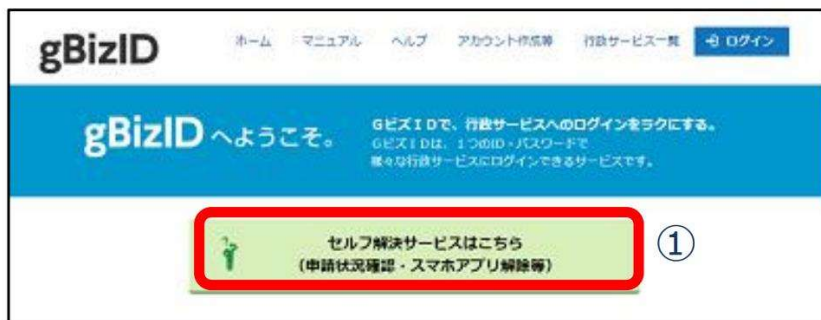 gBizID
ホーム マニュアル ヘルプ アカウント作成等 行政サービス一覧 ログイン
gBizID へようこそ。
GビズIDで、行政サービスへのログインをラクにする。
GビズIDは、1つのID・パスワードで
様々な行政サービスにログインできるサービスです。
セルフ解決サービスはこちら
(申請状況確認・スマホアプリ解除等)
①